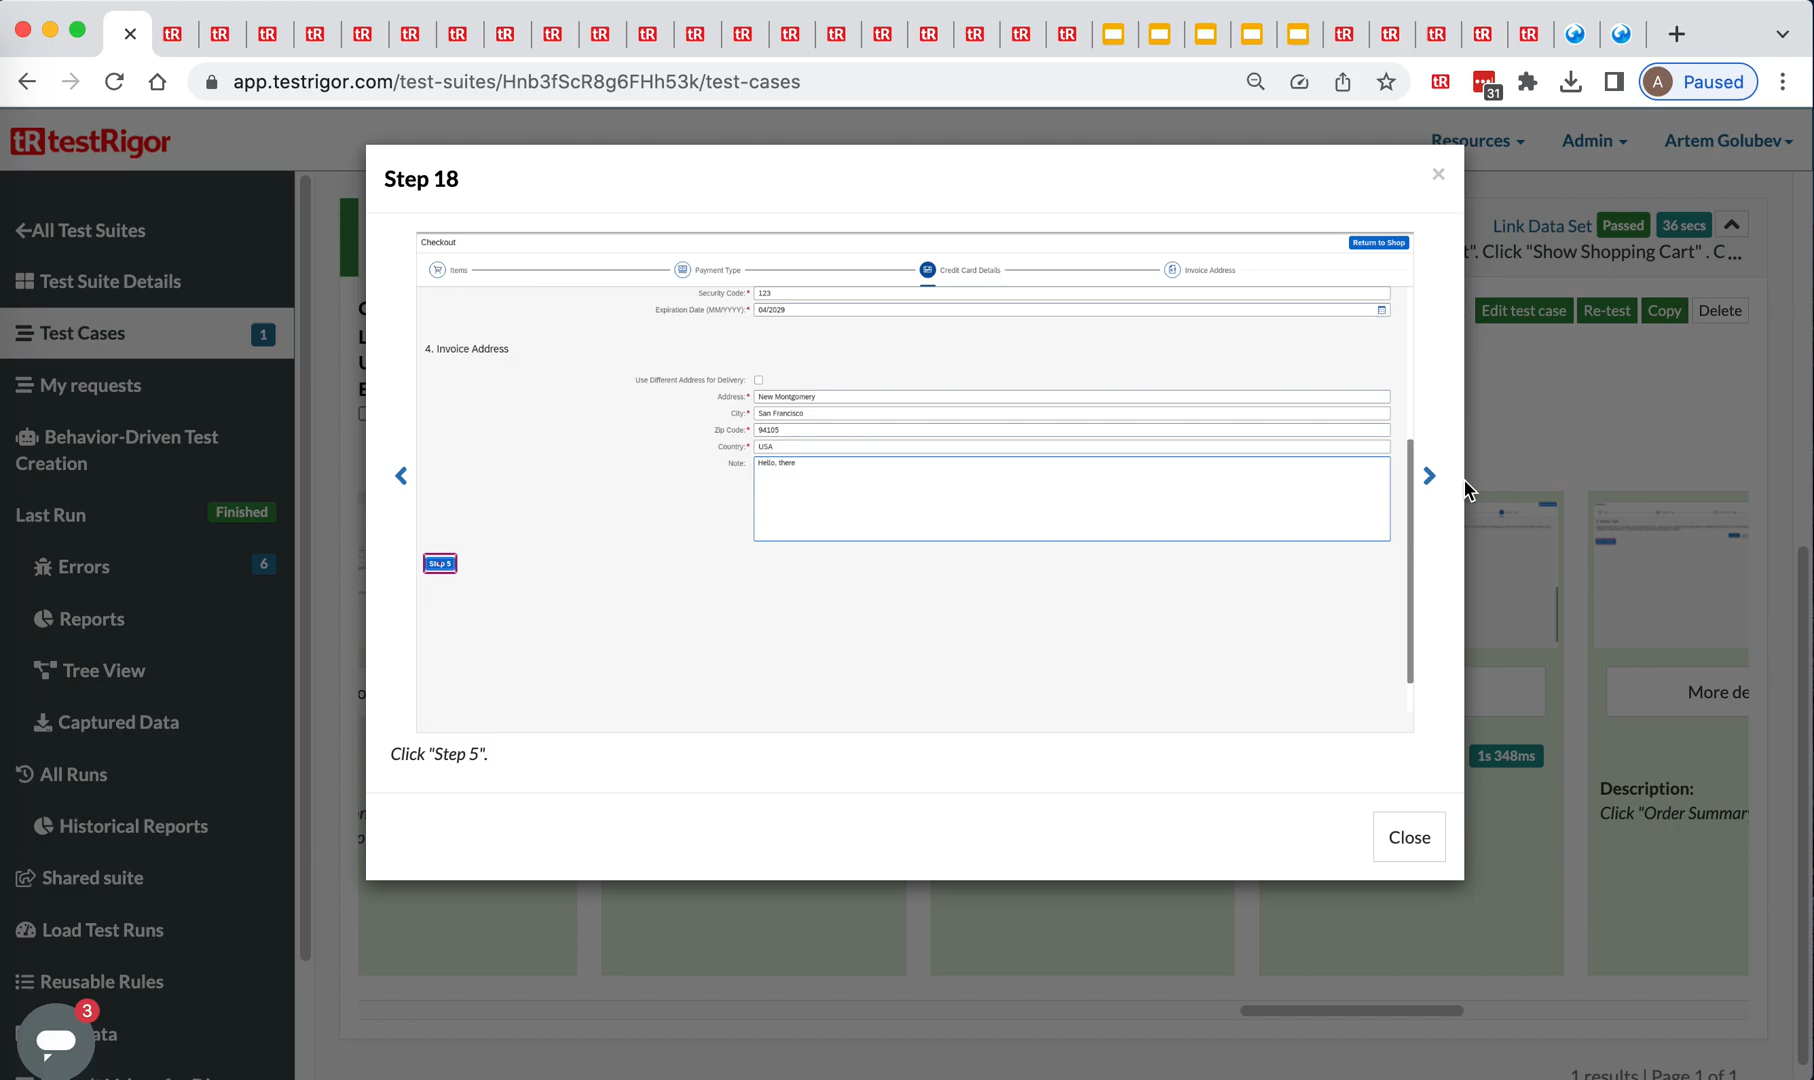 app.testrigor.com/test-suites/Hnb3fScR8g6FHh53k/test-cases
31
A Paused
tR testRigor
Resources
Admin
Artem Golubev
All Test Suites
Test Suite Details
Test Cases 1
My requests
Behavior-Driven Test
Creation
Last Run Finished
Errors 6
Reports
Tree View
Captured Data
All Runs
Historical Reports
Shared suite
Load Test Runs
Reusable Rules
3
Step 18
×
Checkout
Return to Shop
Items
Payment Type
Credit Card Details
Invoice Address
Security Code:* 123
Expiration Date (MM/YYYY):* 04/2029
4. Invoice Address
Use Different Address for Delivery:
Address:* New Montgomery
City:* San Francisco
Zip Code:* 94105
Country:* USA
Note: Hello, there
Step 5
Click "Step 5".
Close
Link Data Set Passed 36 secs
t". Click "Show Shopping Cart" . C...
Edit test case Re-test Copy Delete
More de
1s 348ms
Description:
Click "Order Summar
1 results | Page 1 of 1